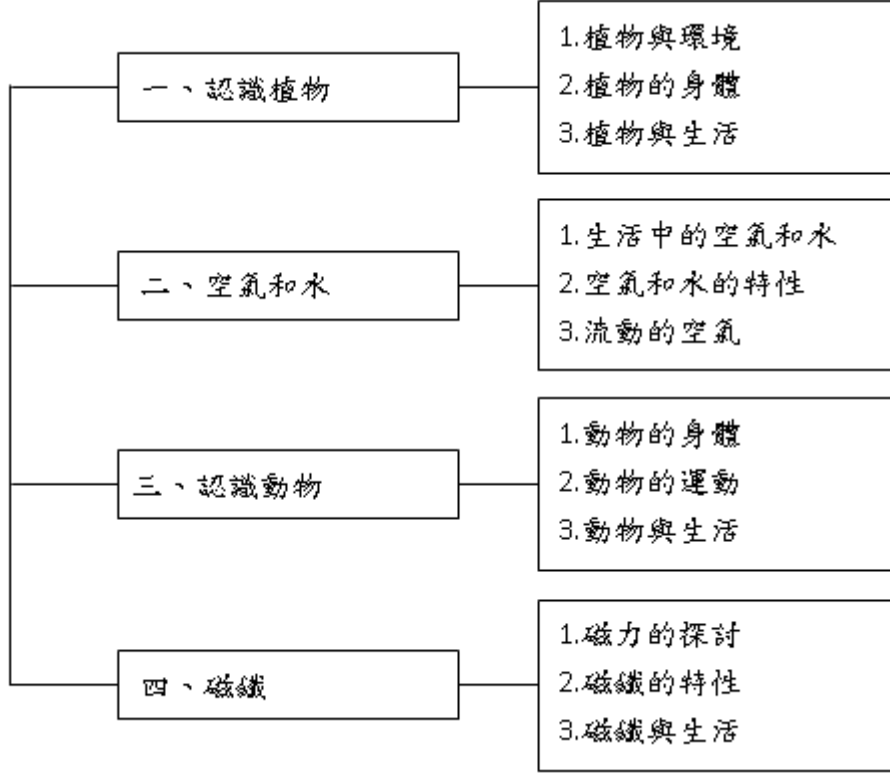 一、認識植物
1.植物與環境
2.植物的身體
3.植物與生活
二、空氣和水
1.生活中的空氣和水
2.空氣和水的特性
3.流動的空氣
三、認識動物
1.動物的身體
2.動物的運動
3.動物與生活
四、磁鐵
1.磁力的探討
2.磁鐵的特性
3.磁鐵與生活